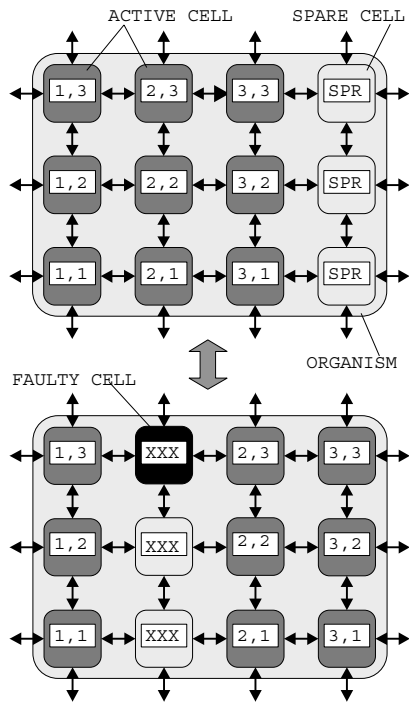 ACTIVE CELL SPARE CELL
1,3 2,3 3,3 SPR
1,2 2,2 3,2 SPR
1,1 2,1 3,1 SPR
ORGANISM
FAULTY CELL
1,3 XXX 2,3 3,3
1,2 XXX 2,2 3,2
1,1 XXX 2,1 3,1